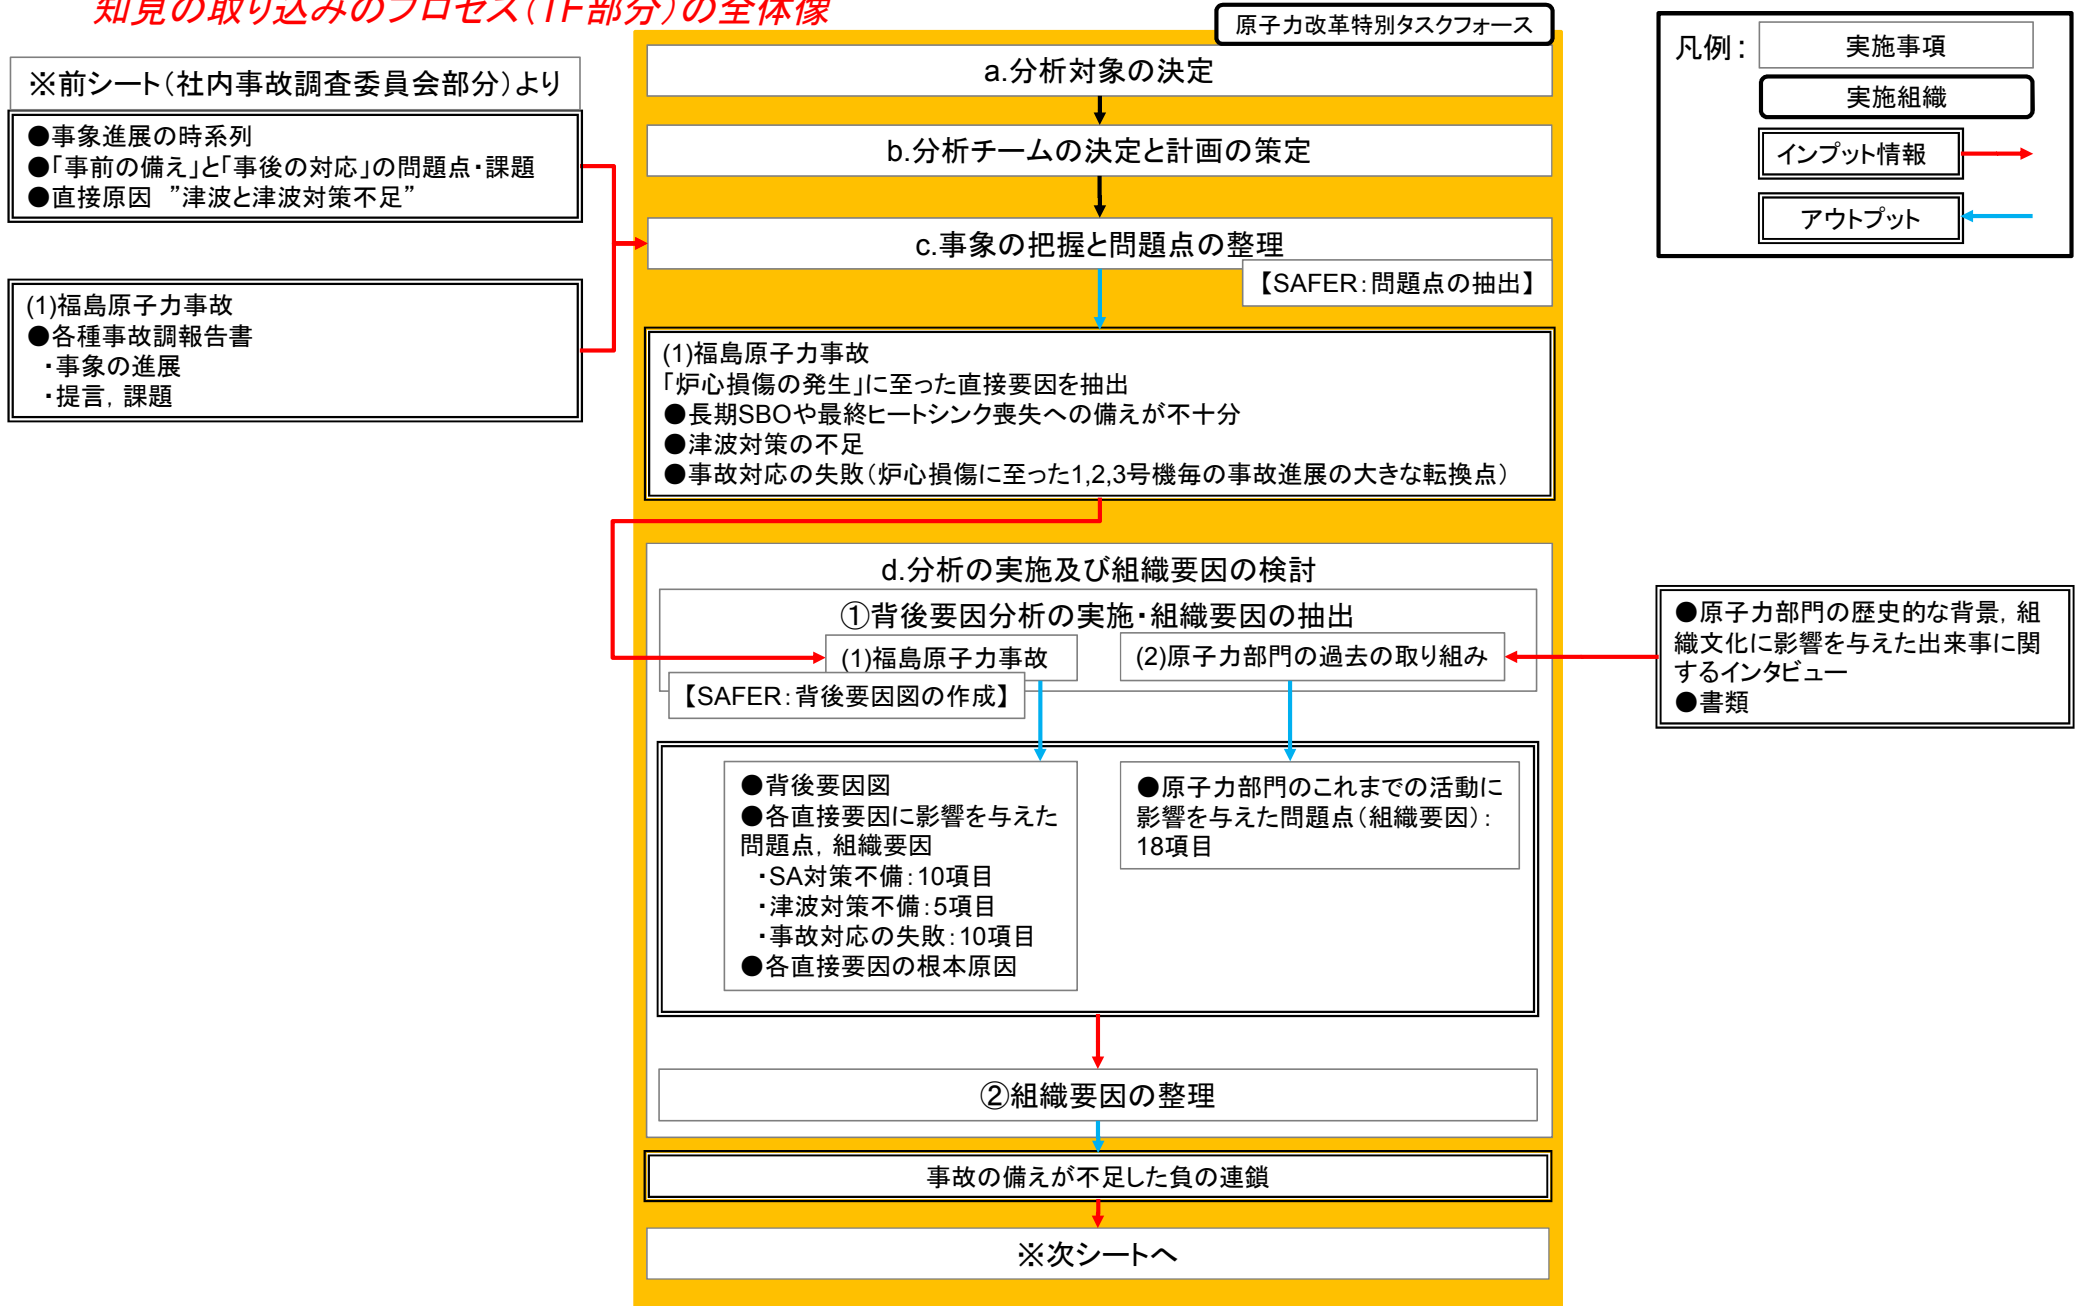 知見の取り込みのプロセス（TF部分）の全体像
原子力改革特別タスクフォース
※前シート（社内事故調査委員会部分）より
●事象進展の時系列
●「事前の備え」と「事後の対応」の問題点・課題
●直接原因　”津波と津波対策不足”
(1)福島原子力事故
●各種事故調報告書
・事象の進展
・提言，課題
a.分析対象の決定
b.分析チームの決定と計画の策定
c.事象の把握と問題点の整理
【SAFER：問題点の抽出】
(1)福島原子力事故
「炉心損傷の発生」に至った直接要因を抽出
●長期SBOや最終ヒートシンク喪失への備えが不十分
●津波対策の不足
●事故対応の失敗（炉心損傷に至った1,2,3号機毎の事故進展の大きな転換点）
d.分析の実施及び組織要因の検討
①背後要因分析の実施・組織要因の抽出
(1)福島原子力事故
【SAFER：背後要因図の作成】
(2)原子力部門の過去の取り組み
●背後要因図
●各直接要因に影響を与えた
問題点，組織要因
・SA対策不備：10項目
・津波対策不備：5項目
・事故対応の失敗：10項目
●各直接要因の根本原因
●原子力部門のこれまでの活動に
影響を与えた問題点（組織要因）：
18項目
②組織要因の整理
事故の備えが不足した負の連鎖
※次シートへ
凡例：
実施事項
実施組織
インプット情報
アウトプット
●原子力部門の歴史的な背景，組
織文化に影響を与えた出来事に関
するインタビュー
●書類